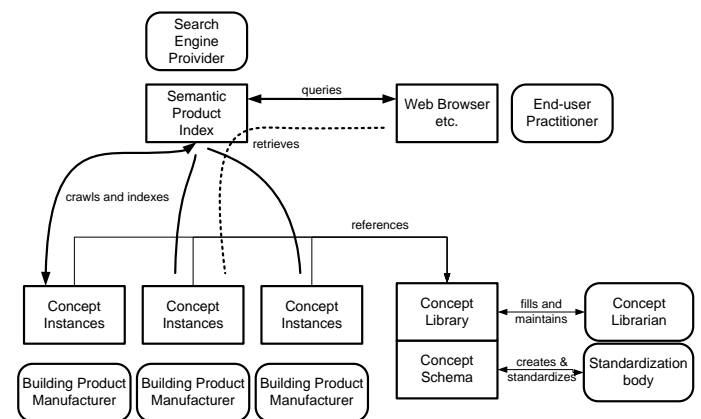 Search
Engine
Proivider
Semantic
Product
Index
queries
Web Browser
etc.
End-user
Practitioner
retrieves
crawls and indexes
references
Concept
Instances
Concept
Instances
Concept
Instances
Concept
Library
fills and
maintains
Concept
Librarian
Concept
Schema
creates &
standardizes
Standardization
body
Building Product
Manufacturer
Building Product
Manufacturer
Building Product
Manufacturer